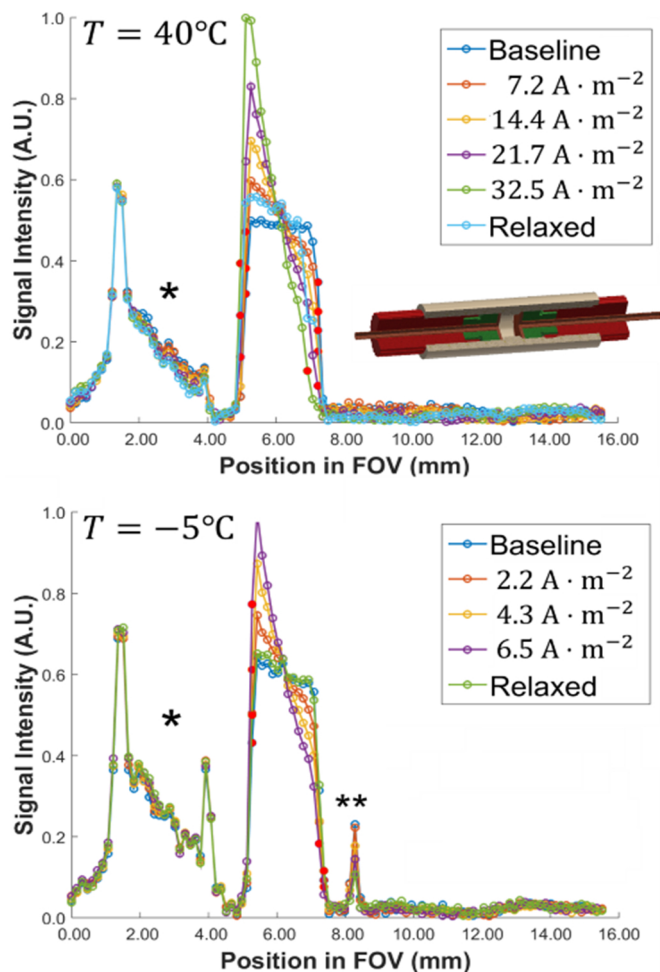 T = 40°C
Baseline
7.2 A · m⁻²
14.4 A · m⁻²
21.7 A · m⁻²
32.5 A · m⁻²
Relaxed
*
Signal Intensity (A.U.)
1.0
0.8
0.6
0.4
0.2
0.0
0.00 2.00 4.00 6.00 8.00 10.00 12.00 14.00 16.00
Position in FOV (mm)
T = −5°C
Baseline
2.2 A · m⁻²
4.3 A · m⁻²
6.5 A · m⁻²
Relaxed
*
**
Signal Intensity (A.U.)
1.0
0.8
0.6
0.4
0.2
0.0
0.00 2.00 4.00 6.00 8.00 10.00 12.00 14.00 16.00
Position in FOV (mm)